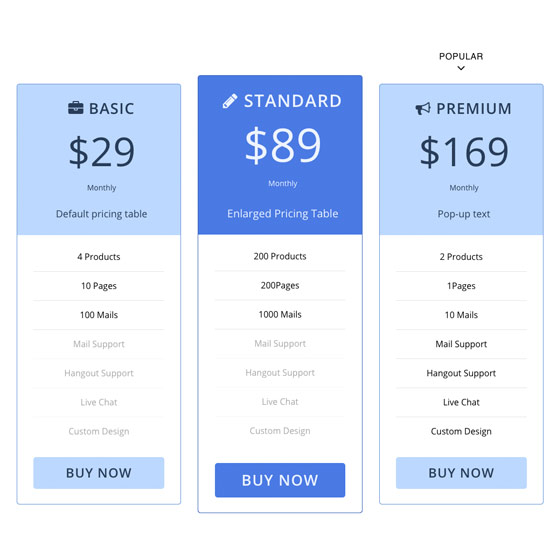 POPULAR
BASIC
$29
Monthly
Default pricing table
4 Products
10 Pages
100 Mails
Mail Support
Hangout Support
Live Chat
Custom Design
BUY NOW
STANDARD
$89
Monthly
Enlarged Pricing Table
200 Products
200Pages
1000 Mails
Mail Support
Hangout Support
Live Chat
Custom Design
BUY NOW
PREMIUM
$169
Monthly
Pop-up text
2 Products
1Pages
10 Mails
Mail Support
Hangout Support
Live Chat
Custom Design
BUY NOW